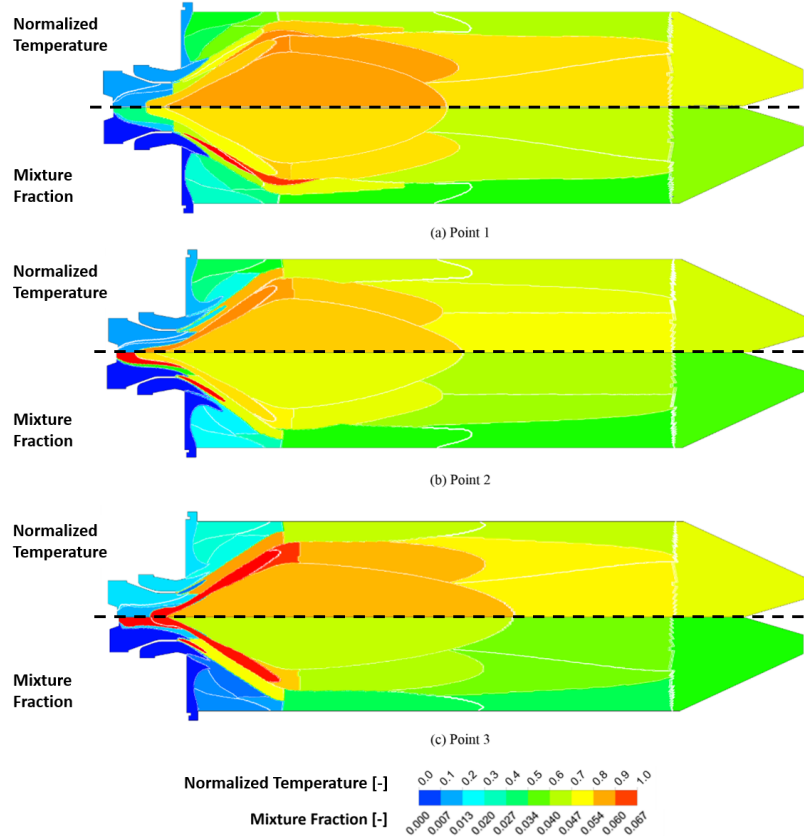 Normalized
Temperature
Mixture
Fraction
(a) Point 1
Normalized
Temperature
Mixture
Fraction
(b) Point 2
Normalized
Temperature
Mixture
Fraction
(c) Point 3
Normalized Temperature [-]
0.0 0.1 0.2 0.3 0.4 0.5 0.6 0.7 0.8 0.9 1.0
Mixture Fraction [-]
0.000 0.007 0.013 0.020 0.027 0.034 0.040 0.047 0.054 0.060 0.067